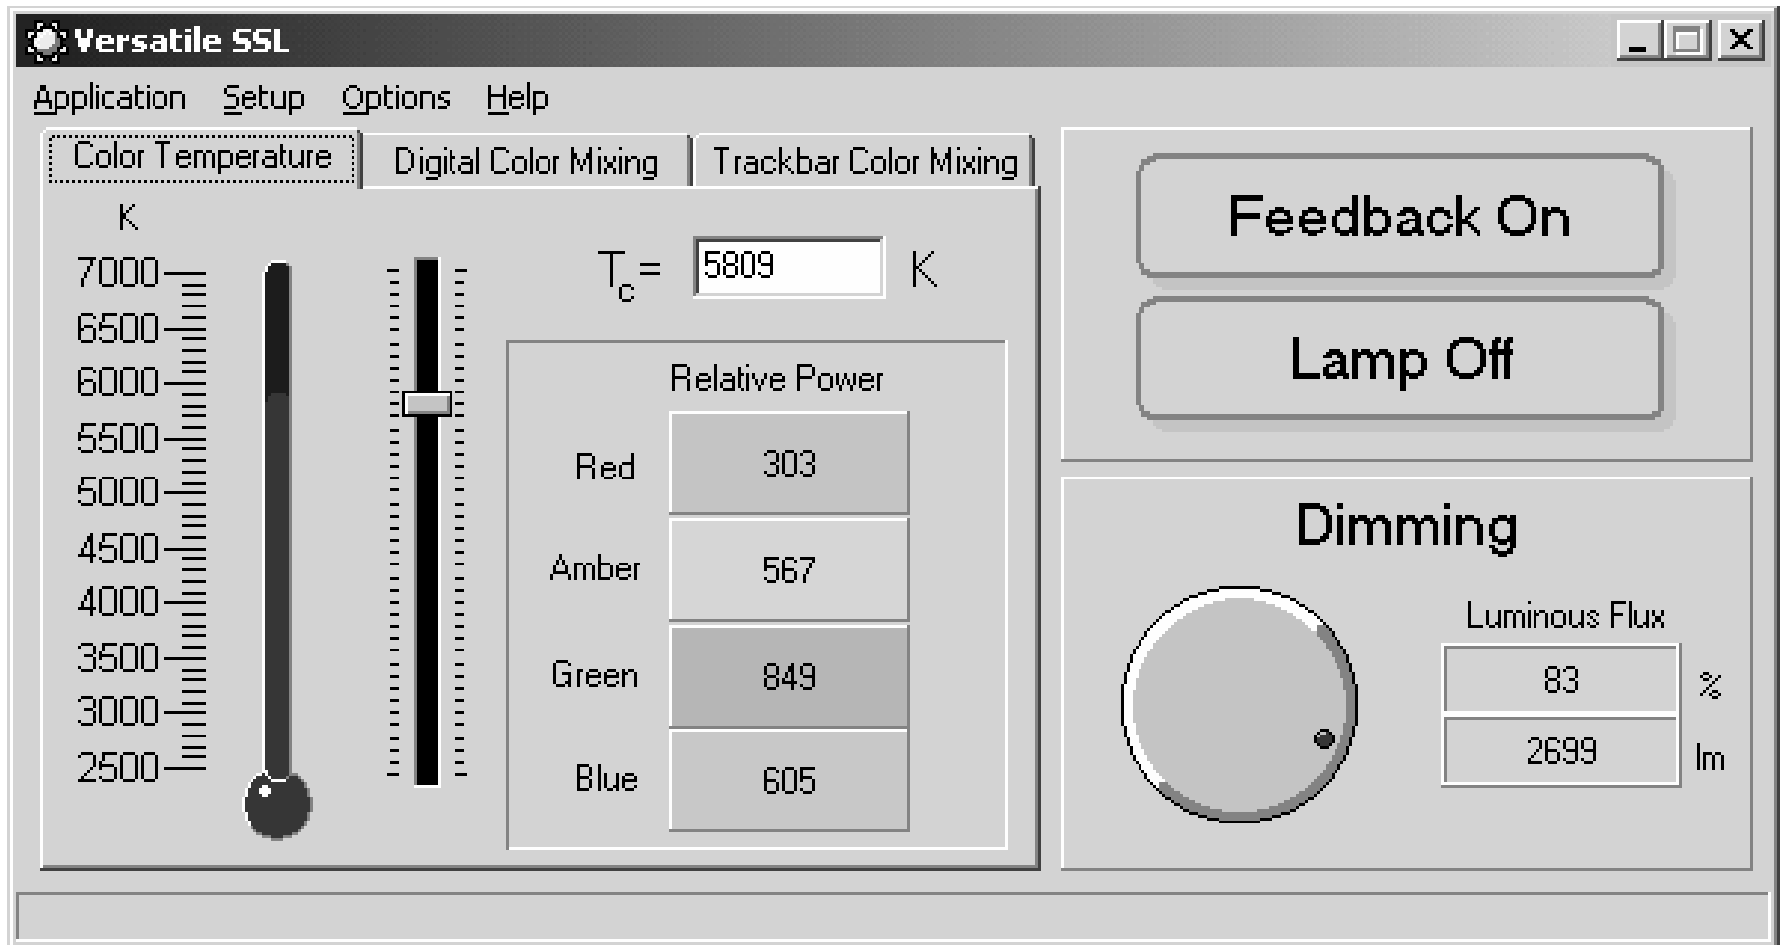 Versatile SSL
Application Setup Options Help
Color Temperature Digital Color Mixing Trackbar Color Mixing
K
7000
6500
6000
5500
5000
4500
4000
3500
3000
2500
Tc= 5809 K
Relative Power
Red 303
Amber 567
Green 849
Blue 605
Feedback On
Lamp Off
Dimming
Luminous Flux
83 %
2699 lm